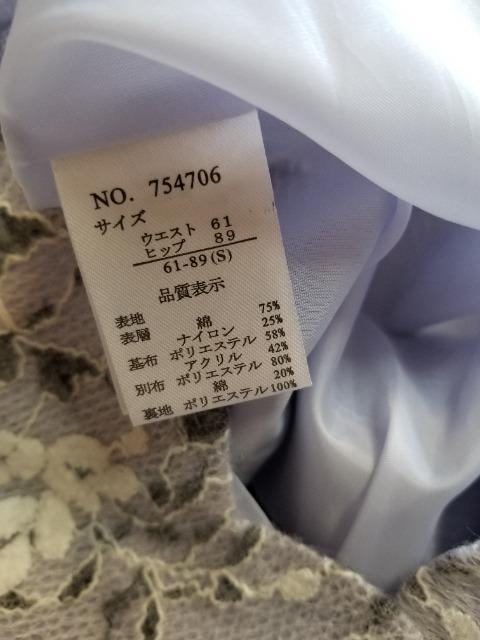 NO. 754706
サイズ
ウエスト 61
ヒップ 89
61-89(S)
品質表示
表地 綿 75%
表層 ナイロン 25%
基布 ポリエステル 58%
アクリル 42%
別布 ポリエステル 80%
綿 20%
裏地 ポリエステル 100%